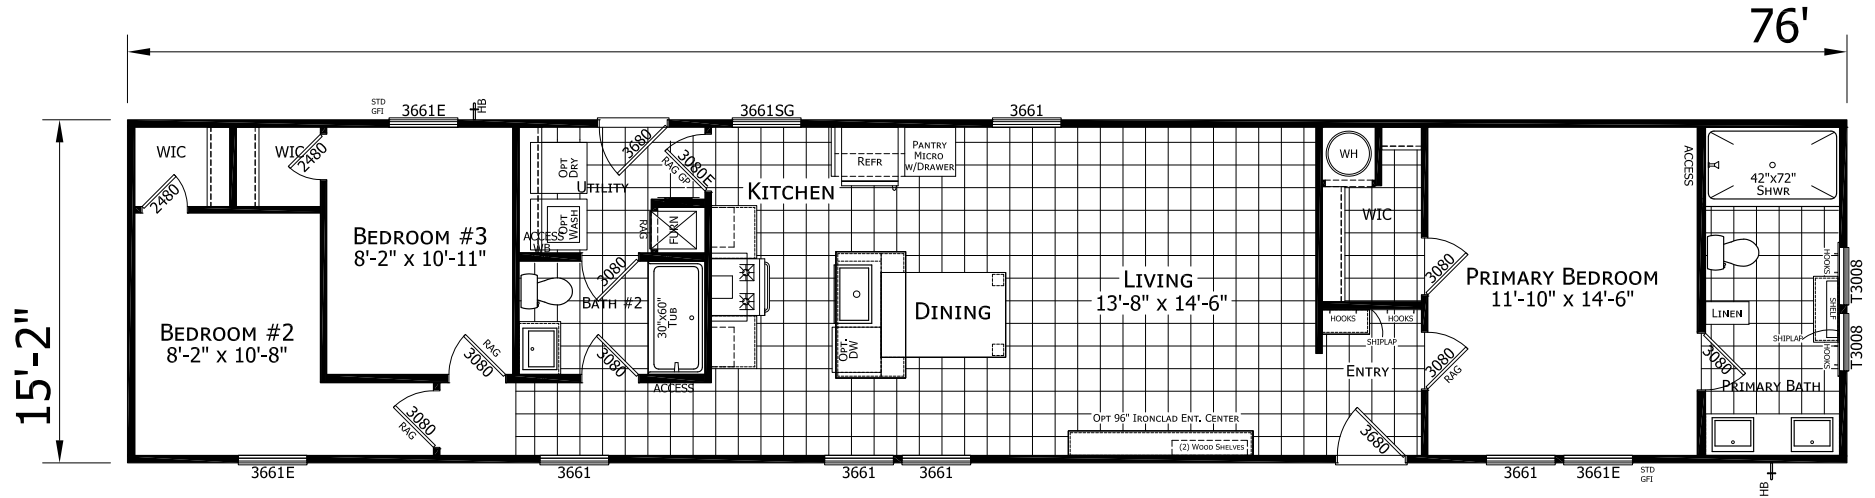 76'
15'-2"
STD
GFI
3661E
HB
3661SG
3661
WIC
2480
WIC
2480
BEDROOM #3
8'-2" X 10'-11"
BEDROOM #2
8'-2" X 10'-8"
RAG
3080
3080
RAG
OPT
DRY
UTILITY
OPT
WASH
ACCESS
WB
3680
3080E
RAG GP
RAG
FURN
3080
BATH #2
30"x60"
TUB
3080
ACCESS
KITCHEN
REFR
PANTRY
MICRO
W/DRAWER
DINING
OPT.
DW
LIVING
13'-8" X 14'-6"
OPT 96" IRONCLAD ENT. CENTER
(2) WOOD SHELVES
WH
WIC
3080
HOOKS
HOOKS
SHIPLAP
ENTRY
3080
RAG
3680
PRIMARY BEDROOM
11'-10" X 14'-6"
ACCESS
42"x72"
SHWR
LINEN
HOOKS
SHELF
SHIPLAP
HOOKS
3080
PRIMARY BATH
T3008
T3008
3661E
3661
3661
3661
3661
3661E
STD
GFI
HB